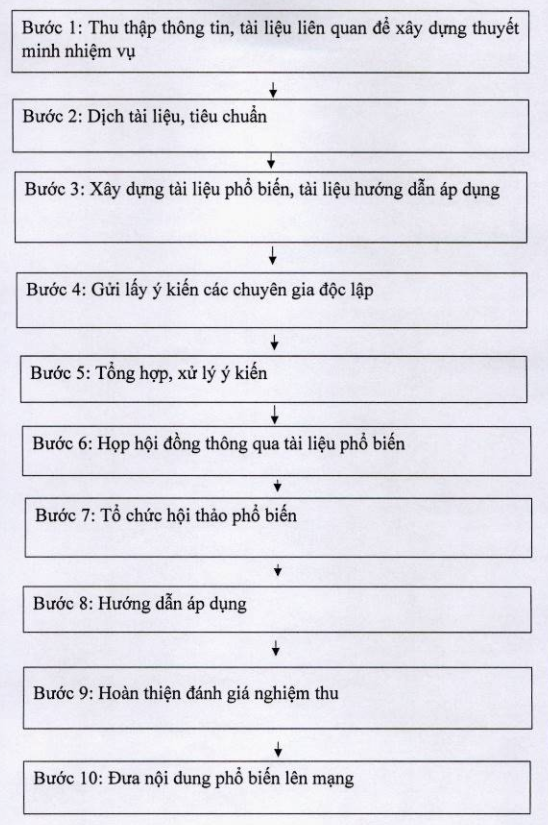 Bước 1: Thu thập thông tin, tài liệu liên quan để xây dựng thuyết
minh nhiệm vụ
Bước 2: Dịch tài liệu, tiêu chuẩn
Bước 3: Xây dựng tài liệu phổ biến, tài liệu hướng dẫn áp dụng
Bước 4: Gửi lấy ý kiến các chuyên gia độc lập
Bước 5: Tổng hợp, xử lý ý kiến
Bước 6: Họp hội đồng thông qua tài liệu phổ biến
Bước 7: Tổ chức hội thảo phổ biến
Bước 8: Hướng dẫn áp dụng
Bước 9: Hoàn thiện đánh giá nghiệm thu
Bước 10: Đưa nội dung phổ biến lên mạng